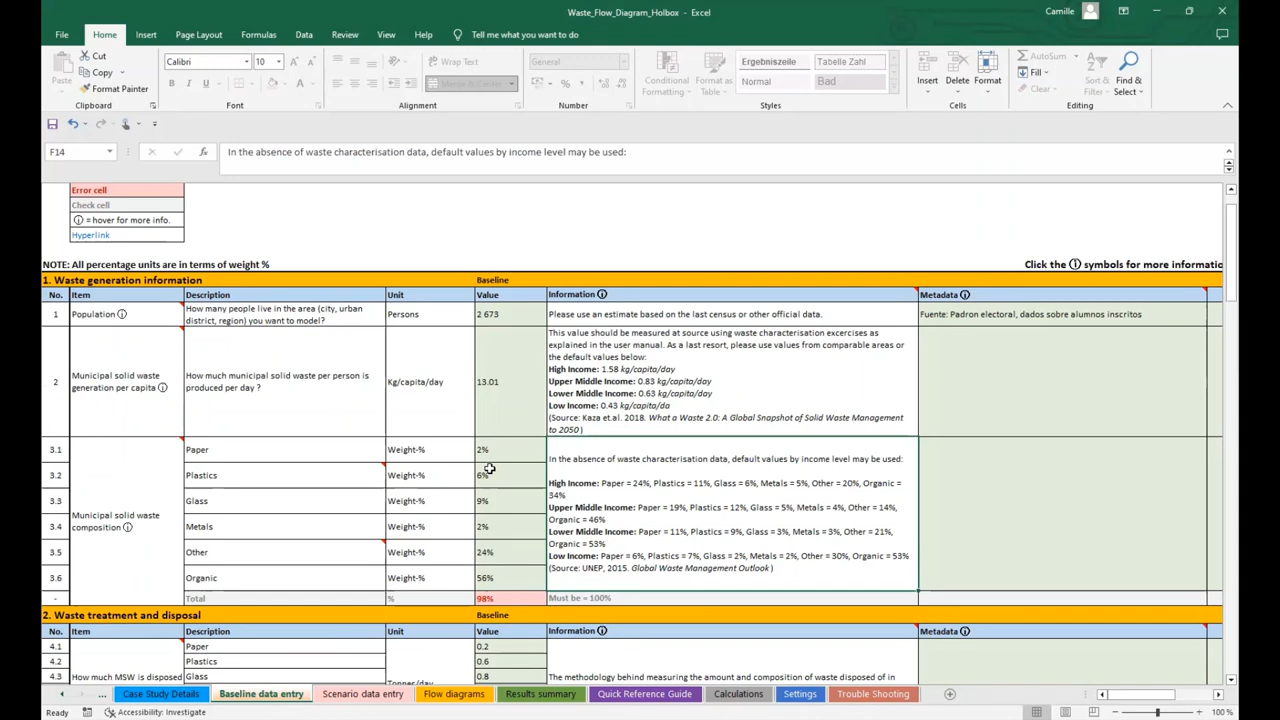 Waste_Flow_Diagram_Holbox - Excel
Camille
File Home Insert Page Layout Formulas Data Review View Help Tell me what you want to do
Paste
Cut
Copy
Format Painter
Clipboard
Calibri 10
B I U
Font
Wrap Text
Merge & Center
Alignment
General
Number
Conditional Formatting
Format as Table
Ergebniszeile Tabelle Zahl
Normal Bad
Styles
Insert Delete Format
Cells
AutoSum
Fill
Clear
Sort & Filter
Find & Select
Editing
F14 In the absence of waste characterisation data, default values by income level may be used:
Error cell
Check cell
ⓘ = hover for more info.
Hyperlink
NOTE: All percentage units are in terms of weight %
Click the ⓘ symbols for more informatio
1. Waste generation information Baseline
No. Item Description Unit Value Information ⓘ Metadata ⓘ
1 Population ⓘ How many people live in the area (city, urban district, region) you want to model? Persons 2 673 Please use an estimate based on the last census or other official data. Fuente: Padron electoral, dados sobre alumnos inscritos
2 Municipal solid waste generation per capita ⓘ How much municipal solid waste per person is produced per day ? Kg/capita/day 13.01
This value should be measured at source using waste characterisation excercises as
explained in the user manual. As a last resort, please use values from comparable areas or
the default values below:
High Income: 1.58 kg/capita/day
Upper Middle Income: 0.83 kg/capita/day
Lower Middle Income: 0.63 kg/capita/day
Low Income: 0.43 kg/capita/da
(Source: Kaza et.al. 2018. What a Waste 2.0: A Global Snapshot of Solid Waste Management
to 2050 )
Municipal solid waste composition ⓘ
3.1 Paper Weight-% 2%
3.2 Plastics Weight-% 6%
3.3 Glass Weight-% 9%
3.4 Metals Weight-% 2%
3.5 Other Weight-% 24%
3.6 Organic Weight-% 56%
In the absence of waste characterisation data, default values by income level may be used:
High Income: Paper = 24%, Plastics = 11%, Glass = 6%, Metals = 5%, Other = 20%, Organic =
34%
Upper Middle Income: Paper = 19%, Plastics = 12%, Glass = 5%, Metals = 4%, Other = 14%,
Organic = 46%
Lower Middle Income: Paper = 11%, Plastics = 9%, Glass = 3%, Metals = 3%, Other = 21%,
Organic = 53%
Low Income: Paper = 6%, Plastics = 7%, Glass = 2%, Metals = 2%, Other = 30%, Organic = 53%
(Source: UNEP, 2015. Global Waste Management Outlook )
- Total % 98% Must be = 100%
2. Waste treatment and disposal Baseline
No. Item Description Unit Value Information ⓘ Metadata ⓘ
4.1 Paper 0.2
4.2 Plastics 0.6
4.3 How much MSW is disposed Glass Tonnes/day 0.8 The methodology behind measuring the amount and composition of waste disposed of in
... Case Study Details Baseline data entry Scenario data entry Flow diagrams Results summary Quick Reference Guide Calculations Settings Trouble Shooting
Ready Accessibility: Investigate 100 %